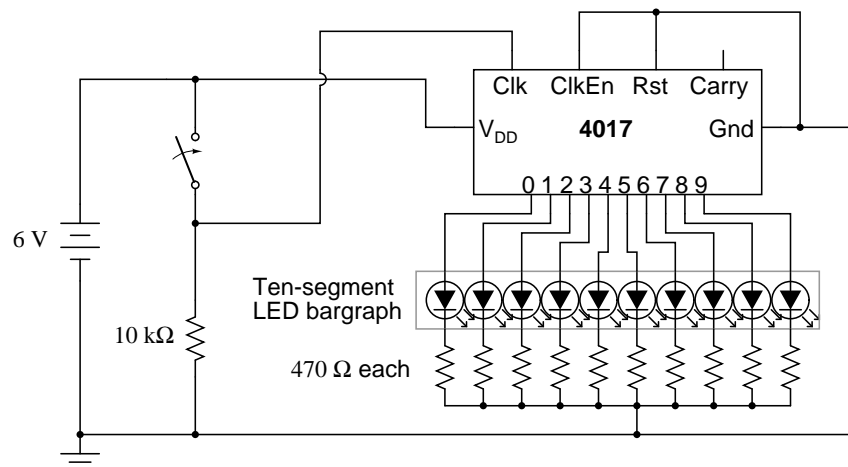 Clk ClkEn Rst Carry
V_DD 4017 Gnd
0 1 2 3 4 5 6 7 8 9
6 V
Ten-segment
LED bargraph
10 kΩ
470 Ω each